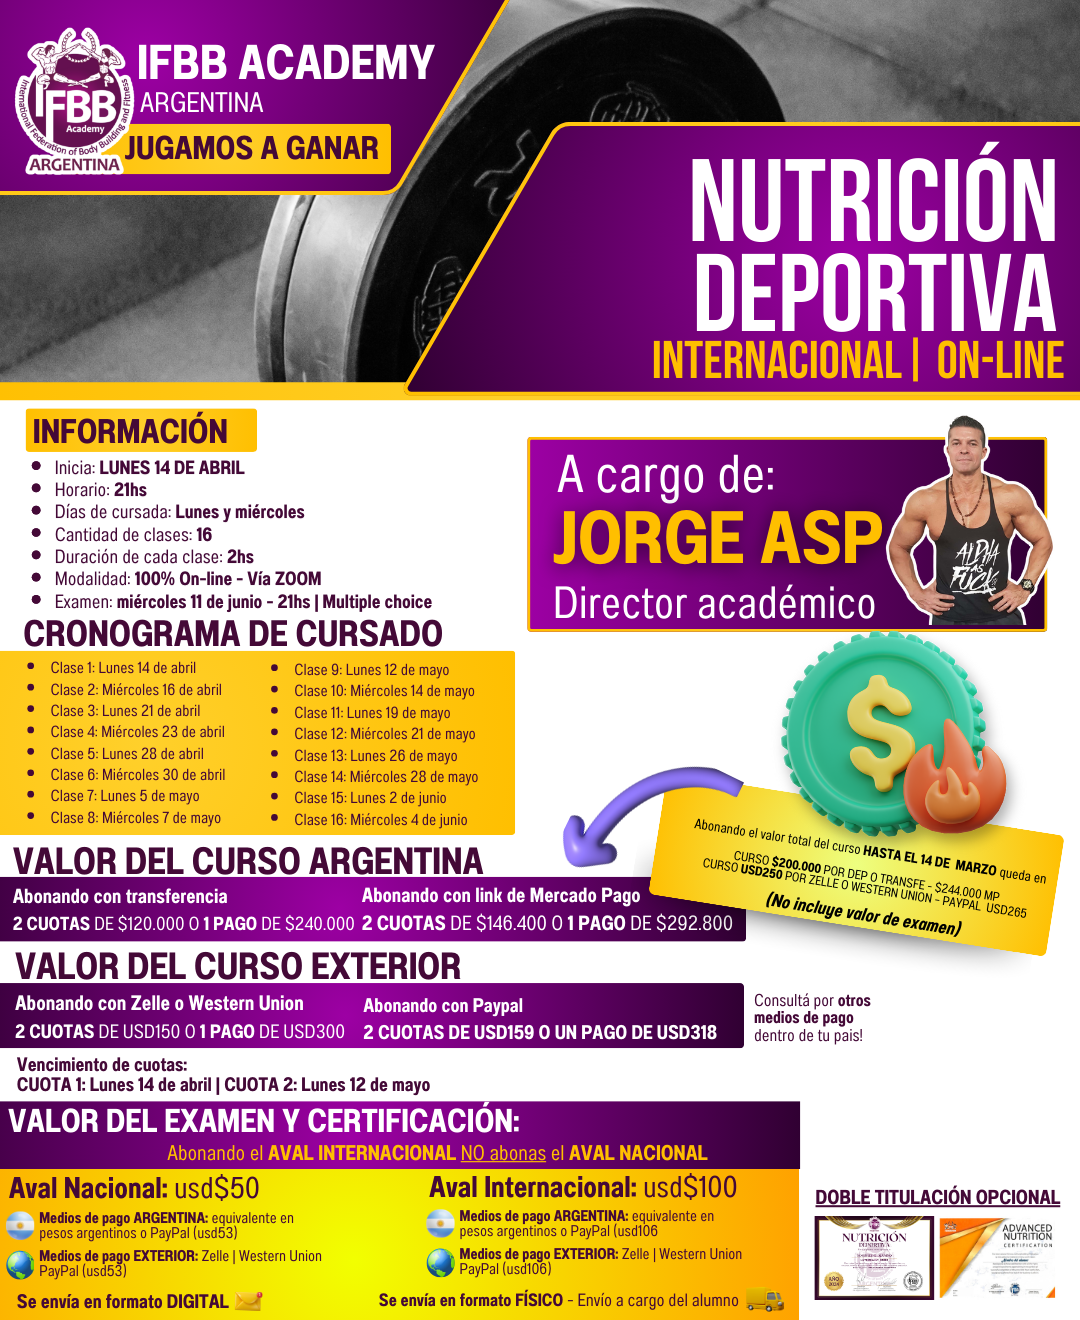 IFBB ACADEMY
ARGENTINA
JUGAMOS A GANAR
IFBB
Academy
International Federation of Body Building and Fitness
ARGENTINA
NUTRICIÓN
DEPORTIVA
INTERNACIONAL | ON-LINE
INFORMACIÓN
• Inicia: LUNES 14 DE ABRIL
• Horario: 21hs
• Días de cursada: Lunes y miércoles
• Cantidad de clases: 16
• Duración de cada clase: 2hs
• Modalidad: 100% On-line - Vía ZOOM
• Examen: miércoles 11 de junio - 21hs | Multiple choice
A cargo de:
JORGE ASP
Director académico
ALPHA
AS
FUCK
CRONOGRAMA DE CURSADO
• Clase 1: Lunes 14 de abril
• Clase 2: Miércoles 16 de abril
• Clase 3: Lunes 21 de abril
• Clase 4: Miércoles 23 de abril
• Clase 5: Lunes 28 de abril
• Clase 6: Miércoles 30 de abril
• Clase 7: Lunes 5 de mayo
• Clase 8: Miércoles 7 de mayo
• Clase 9: Lunes 12 de mayo
• Clase 10: Miércoles 14 de mayo
• Clase 11: Lunes 19 de mayo
• Clase 12: Miércoles 21 de mayo
• Clase 13: Lunes 26 de mayo
• Clase 14: Miércoles 28 de mayo
• Clase 15: Lunes 2 de junio
• Clase 16: Miércoles 4 de junio
$
Abonando el valor total del curso HASTA EL 14 DE MARZO queda en
CURSO $200.000 POR DEP O TRANSFE - $244.000 MP
CURSO USD250 POR ZELLE O WESTERN UNION - PAYPAL USD265
(No incluye valor de examen)
VALOR DEL CURSO ARGENTINA
Abonando con transferencia
2 CUOTAS DE $120.000 O 1 PAGO DE $240.000
Abonando con link de Mercado Pago
2 CUOTAS DE $146.400 O 1 PAGO DE $292.800
VALOR DEL CURSO EXTERIOR
Abonando con Zelle o Western Union
2 CUOTAS DE USD150 O 1 PAGO DE USD300
Abonando con Paypal
2 CUOTAS DE USD159 O UN PAGO DE USD318
Consultá por otros
medios de pago
dentro de tu pais!
Vencimiento de cuotas:
CUOTA 1: Lunes 14 de abril | CUOTA 2: Lunes 12 de mayo
VALOR DEL EXAMEN Y CERTIFICACIÓN:
Abonando el AVAL INTERNACIONAL NO abonas el AVAL NACIONAL
Aval Nacional: usd$50
Medios de pago ARGENTINA: equivalente en
pesos argentinos o PayPal (usd53)
Medios de pago EXTERIOR: Zelle | Western Union
PayPal (usd53)
Se envía en formato DIGITAL
Aval Internacional: usd$100
Medios de pago ARGENTINA: equivalente en
pesos argentinos o PayPal (usd106
Medios de pago EXTERIOR: Zelle | Western Union
PayPal (usd106)
Se envía en formato FÍSICO - Envío a cargo del alumno
DOBLE TITULACIÓN OPCIONAL
NUTRICIÓN
DEPORTIVA
AÑO
2024
ADVANCED
NUTRITION
CERTIFICATION